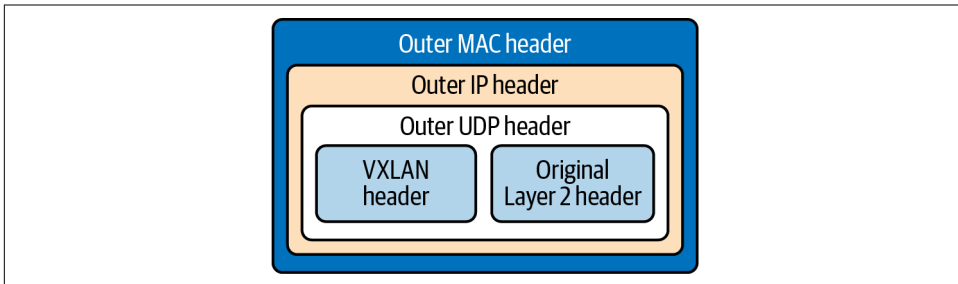 Outer MAC header
Outer IP header
Outer UDP header
VXLAN
header
Original
Layer 2 header